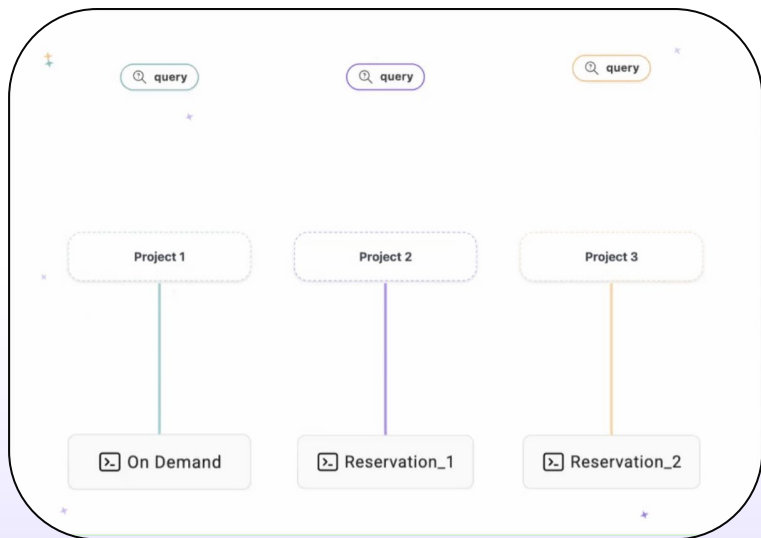 query
query
query
Project 1
Project 2
Project 3
On Demand
Reservation_1
Reservation_2